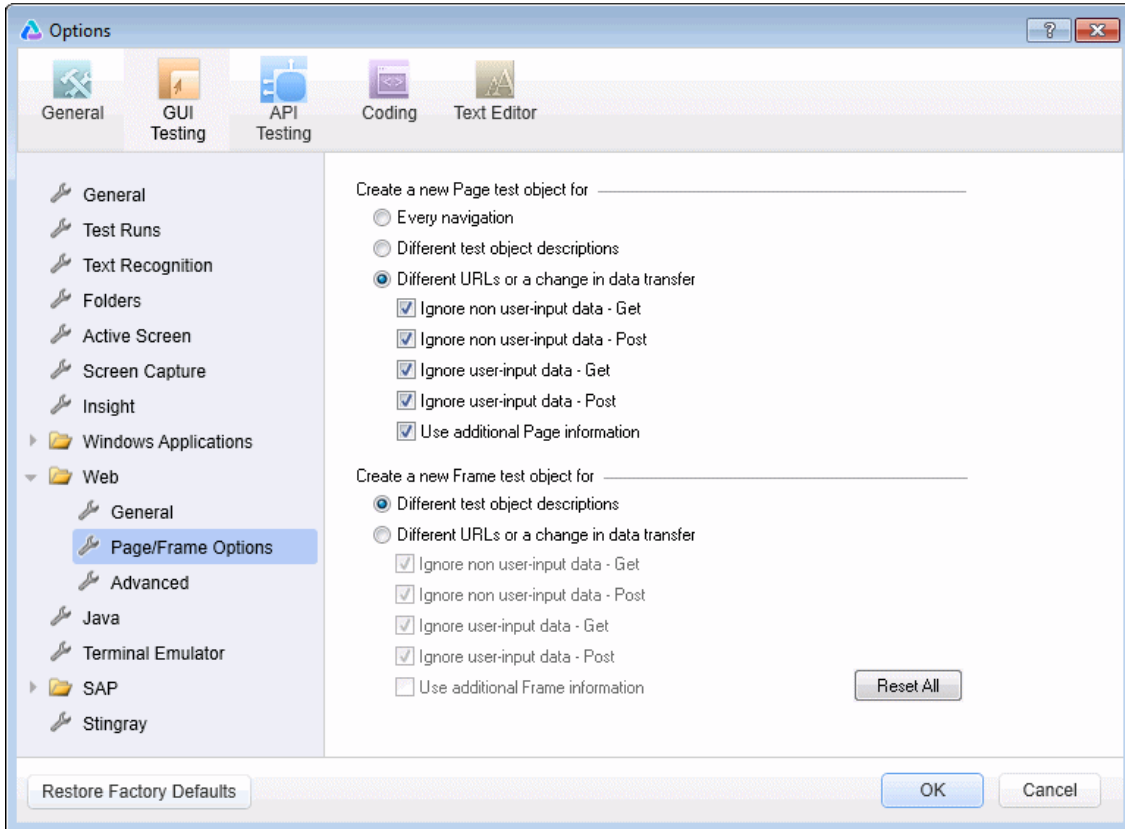 Options
General
GUI
Testing
API
Testing
Coding
Text Editor
General
Test Runs
Text Recognition
Folders
Active Screen
Screen Capture
Insight
Windows Applications
Web
General
Page/Frame Options
Advanced
Java
Terminal Emulator
SAP
Stingray
Create a new Page test object for
Every navigation
Different test object descriptions
Different URLs or a change in data transfer
Ignore non user-input data - Get
Ignore non user-input data - Post
Ignore user-input data - Get
Ignore user-input data - Post
Use additional Page information
Create a new Frame test object for
Different test object descriptions
Different URLs or a change in data transfer
Ignore non user-input data - Get
Ignore non user-input data - Post
Ignore user-input data - Get
Ignore user-input data - Post
Use additional Frame information
Reset All
Restore Factory Defaults
OK
Cancel